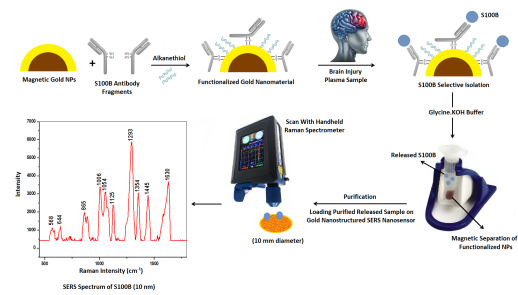 S100B
Alkanethiol
Magnetic Gold NPs
S100B Antibody
Fragments
Functionalized Gold Nanomaterial
Brain Injury
Plasma Sample
S100B Selective Isolation
Glycine.KOH Buffer
Released S100B
Magnetic Separation of
Functionalized NPs
Purification
Loading Purified Released Sample on
Gold Nanostructured SERS Nanosensor
Scan With Handheld
Raman Spectrometer
(10 mm diameter)
Intensity
7000
6000
5000
4000
3000
2000
1000
0
568
644
865
1006
1064
1125
1293
1354
1445
1630
500
1000
1500
Raman Intensity (cm-1)
SERS Spectrum of S100B (10 nm)